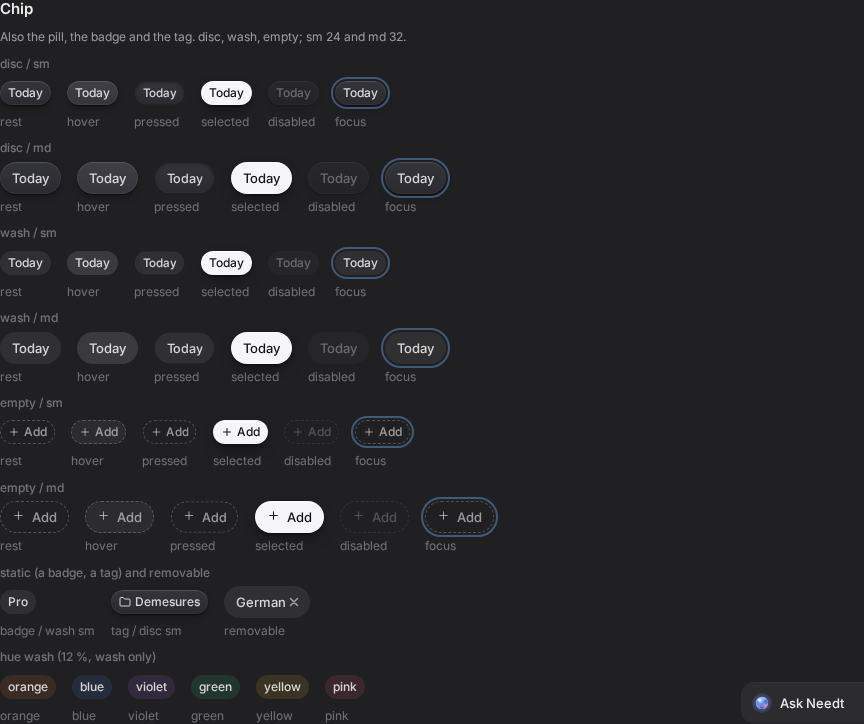 Chip
Also the pill, the badge and the tag. disc, wash, empty; sm 24 and md 32.
disc / sm
Today Today Today Today Today Today
rest hover pressed selected disabled focus
disc / md
Today Today Today Today Today Today
rest hover pressed selected disabled focus
wash / sm
Today Today Today Today Today Today
rest hover pressed selected disabled focus
wash / md
Today Today Today Today Today Today
rest hover pressed selected disabled focus
empty / sm
+ Add + Add + Add + Add + Add + Add
rest hover pressed selected disabled focus
empty / md
+ Add + Add + Add + Add + Add + Add
rest hover pressed selected disabled focus
static (a badge, a tag) and removable
Pro Demesures German ×
badge / wash sm tag / disc sm removable
hue wash (12 %, wash only)
orange blue violet green yellow pink
orange blue violet green yellow pink
Ask Needt